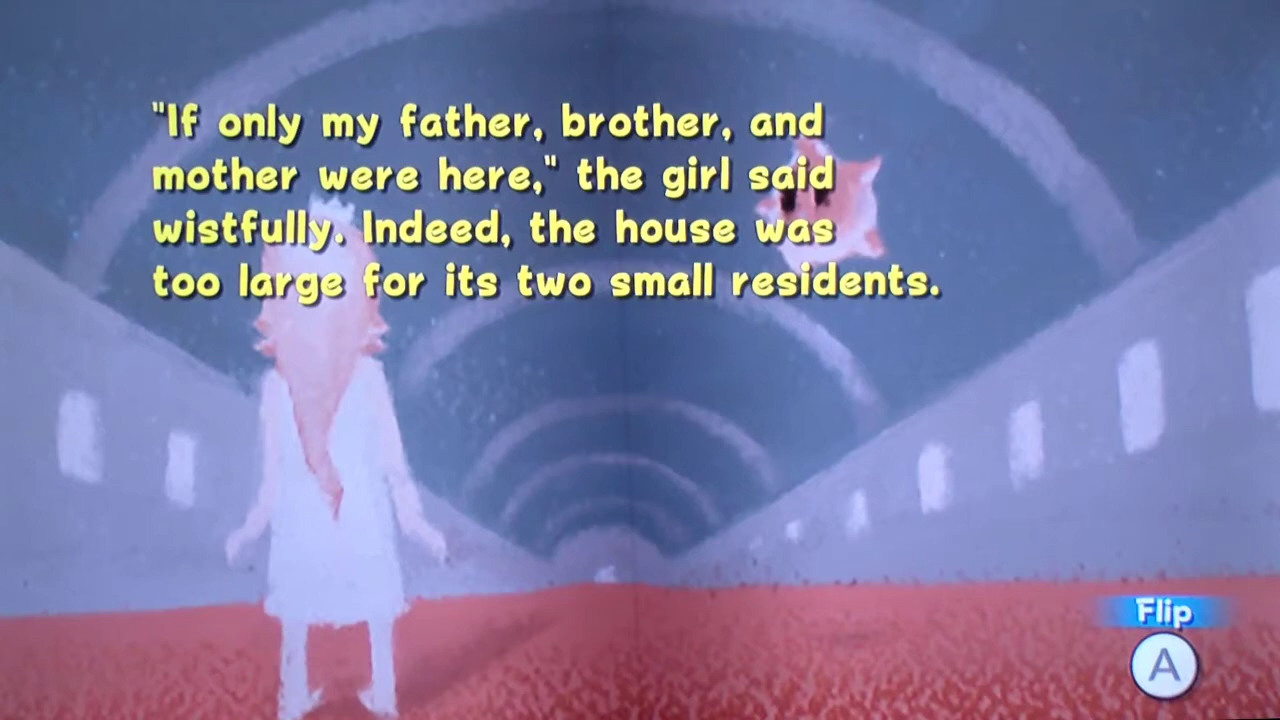 "If only my father, brother, and
mother were here," the girl said
wistfully. Indeed, the house was
too large for its two small residents.
Flip
A